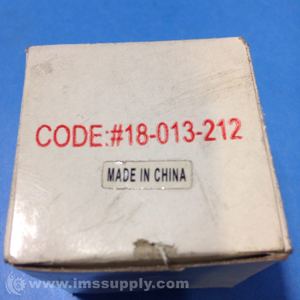 CODE:#18-013-212
MADE IN CHINA
© www.imssupply.com